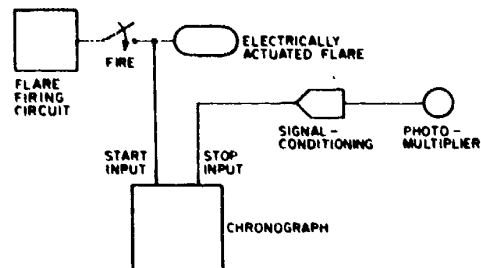 FIRE
ELECTRICALLY
ACTUATED FLARE
FLARE
FIRING
CIRCUIT
SIGNAL -
CONDITIONING
PHOTO -
MULTIPLIER
START
INPUT
STOP
INPUT
CHRONOGRAPH